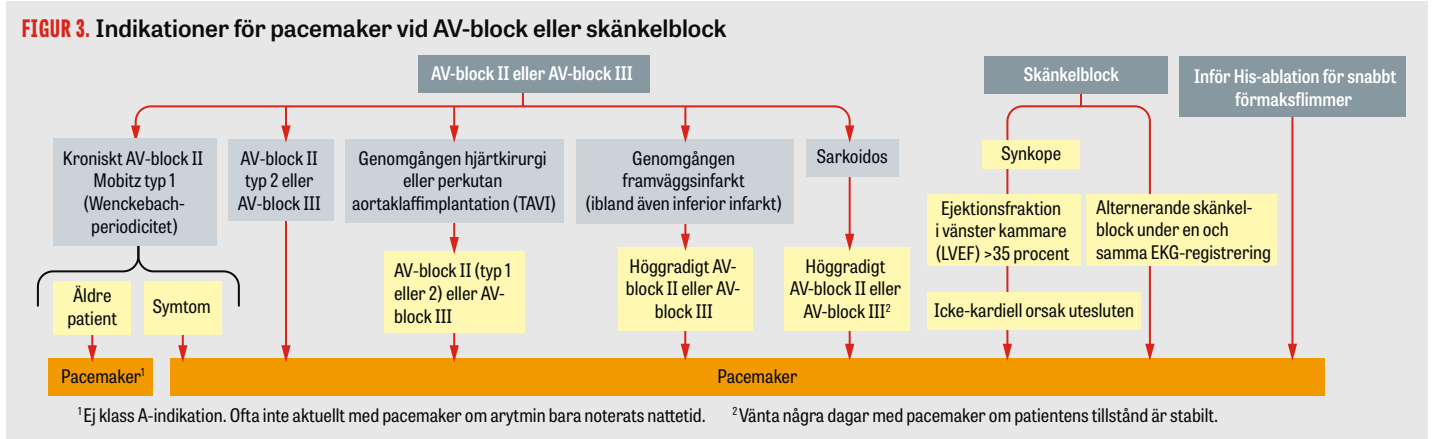 FIGUR 3. Indikationer för pacemaker vid AV-block eller skänkelblock
AV-block II eller AV-block III
Skänkelblock
Inför His-ablation för snabbt
förmaksflimmer
Kroniskt AV-block II
Mobitz typ 1
(Wenckebach-
periodicitet)
AV-block II
typ 2 eller
AV-block III
Genomgången hjärtkirurgi
eller perkutan
aortaklaffimplantation (TAVI)
Genomgången
framväggsinfarkt
(ibland även inferior infarkt)
Sarkoidos
Synkope
Ejektionsfraktion
i vänster kammare
(LVEF) >35 procent
Alternerande skänkel-
block under en och
samma EKG-registrering
Äldre
patient
Symtom
AV-block II (typ 1
eller 2) eller AV-
block III
Höggradigt AV-
block II eller AV-
block III
Höggradigt
AV-block II eller
AV-block III²
Icke-kardiell orsak utesluten
Pacemaker¹
Pacemaker
¹ Ej klass A-indikation. Ofta inte aktuellt med pacemaker om arytmin bara noterats nattetid.
² Vänta några dagar med pacemaker om patientens tillstånd är stabilt.